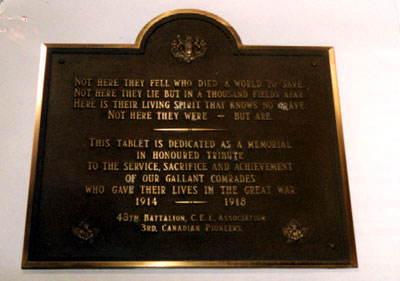 NOT HERE THEY FELL WHO DIED A WORLD TO SAVE
NOT HERE THEY LIE BUT IN A THOUSAND FIELDS AFAR
HERE IS THEIR LIVING SPIRIT THAT KNOWS NO GRAVE
NOT HERE THEY WERE — BUT ARE.
THIS TABLET IS DEDICATED AS A MEMORIAL
IN HONOURED TRIBUTE
TO THE SERVICE, SACRIFICE AND ACHIEVEMENT
OF OUR GALLANT COMRADES
WHO GAVE THEIR LIVES IN THE GREAT WAR
1914 — 1918
48TH. BATTALION, C.E.F. ASSOCIATION
3RD. CANADIAN PIONEERS.